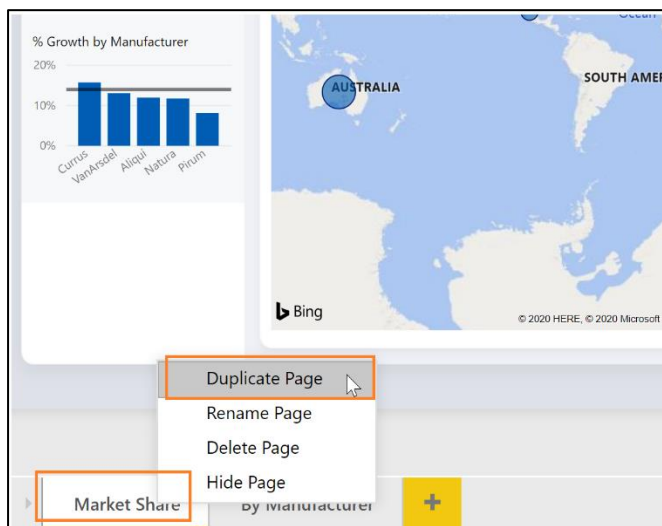 % Growth by Manufacturer
20%
10%
0%
Currus
VanArsdel
Aliqui
Natura
Pirum
Ocean
AUSTRALIA
SOUTH AMER
Bing
© 2020 HERE, © 2020 Microsoft
Duplicate Page
Rename Page
Delete Page
Hide Page
Market Share
By Manufacturer
+